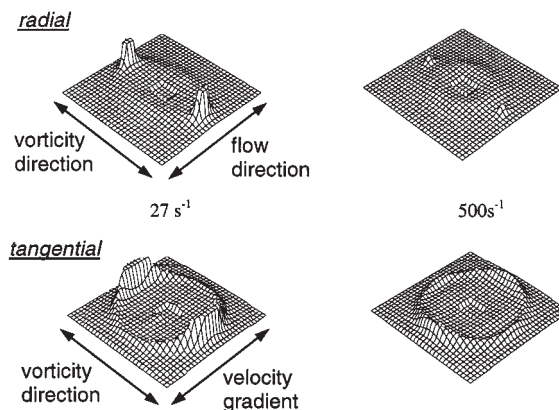 radial
vorticity
direction
flow
direction
27 s-1
500s-1
tangential
vorticity
direction
velocity
gradient